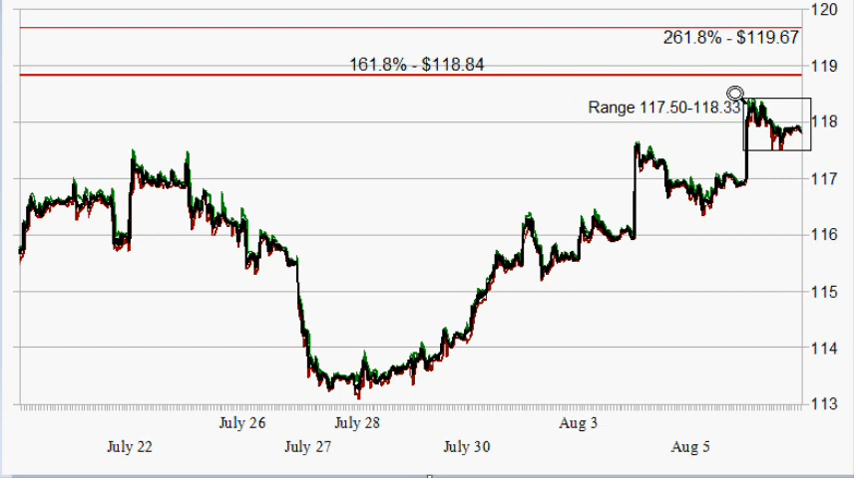 120
261.8% - $119.67
161.8% - $118.84
119
Range 117.50-118.33
118
117
116
115
114
113
July 26
July 28
Aug 3
July 22
July 27
July 30
Aug 5